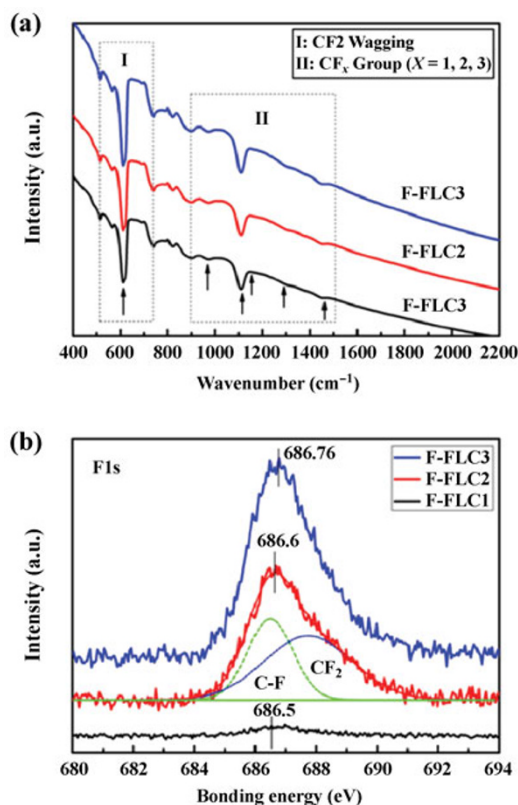 (a)
I: CF2 Wagging
II: CFₓ Group (X = 1, 2, 3)
I
II
F-FLC3
F-FLC2
F-FLC3
Intensity (a.u.)
400 600 800 1000 1200 1400 1600 1800 2000 2200
Wavenumber (cm⁻¹)
(b)
F1s
686.76
F-FLC3
F-FLC2
F-FLC1
686.6
CF₂
C-F
686.5
Intensity (a.u.)
680 682 684 686 688 690 692 694
Bonding energy (eV)